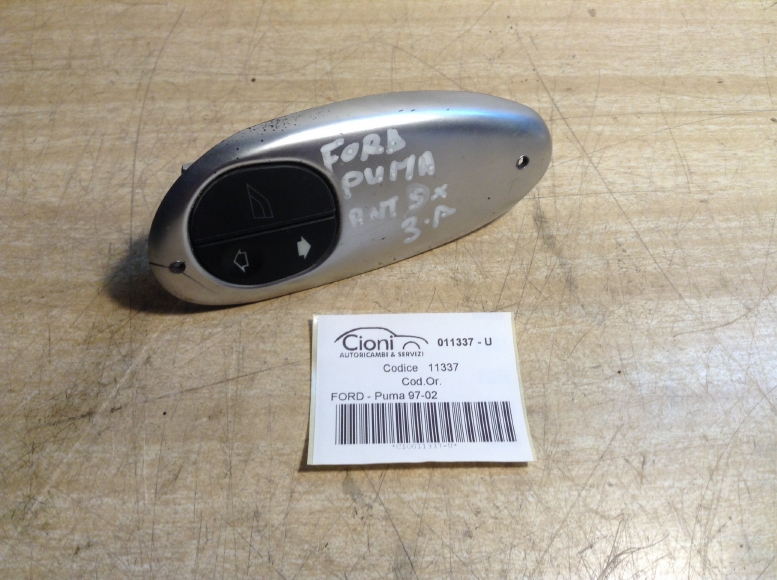 FORD
PUMA
ANT SX
3.P
Cioni
011337 - U
AUTORICAMBI & SERVIZI
Codice 11337
Cod.Or.
FORD - Puma 97-02